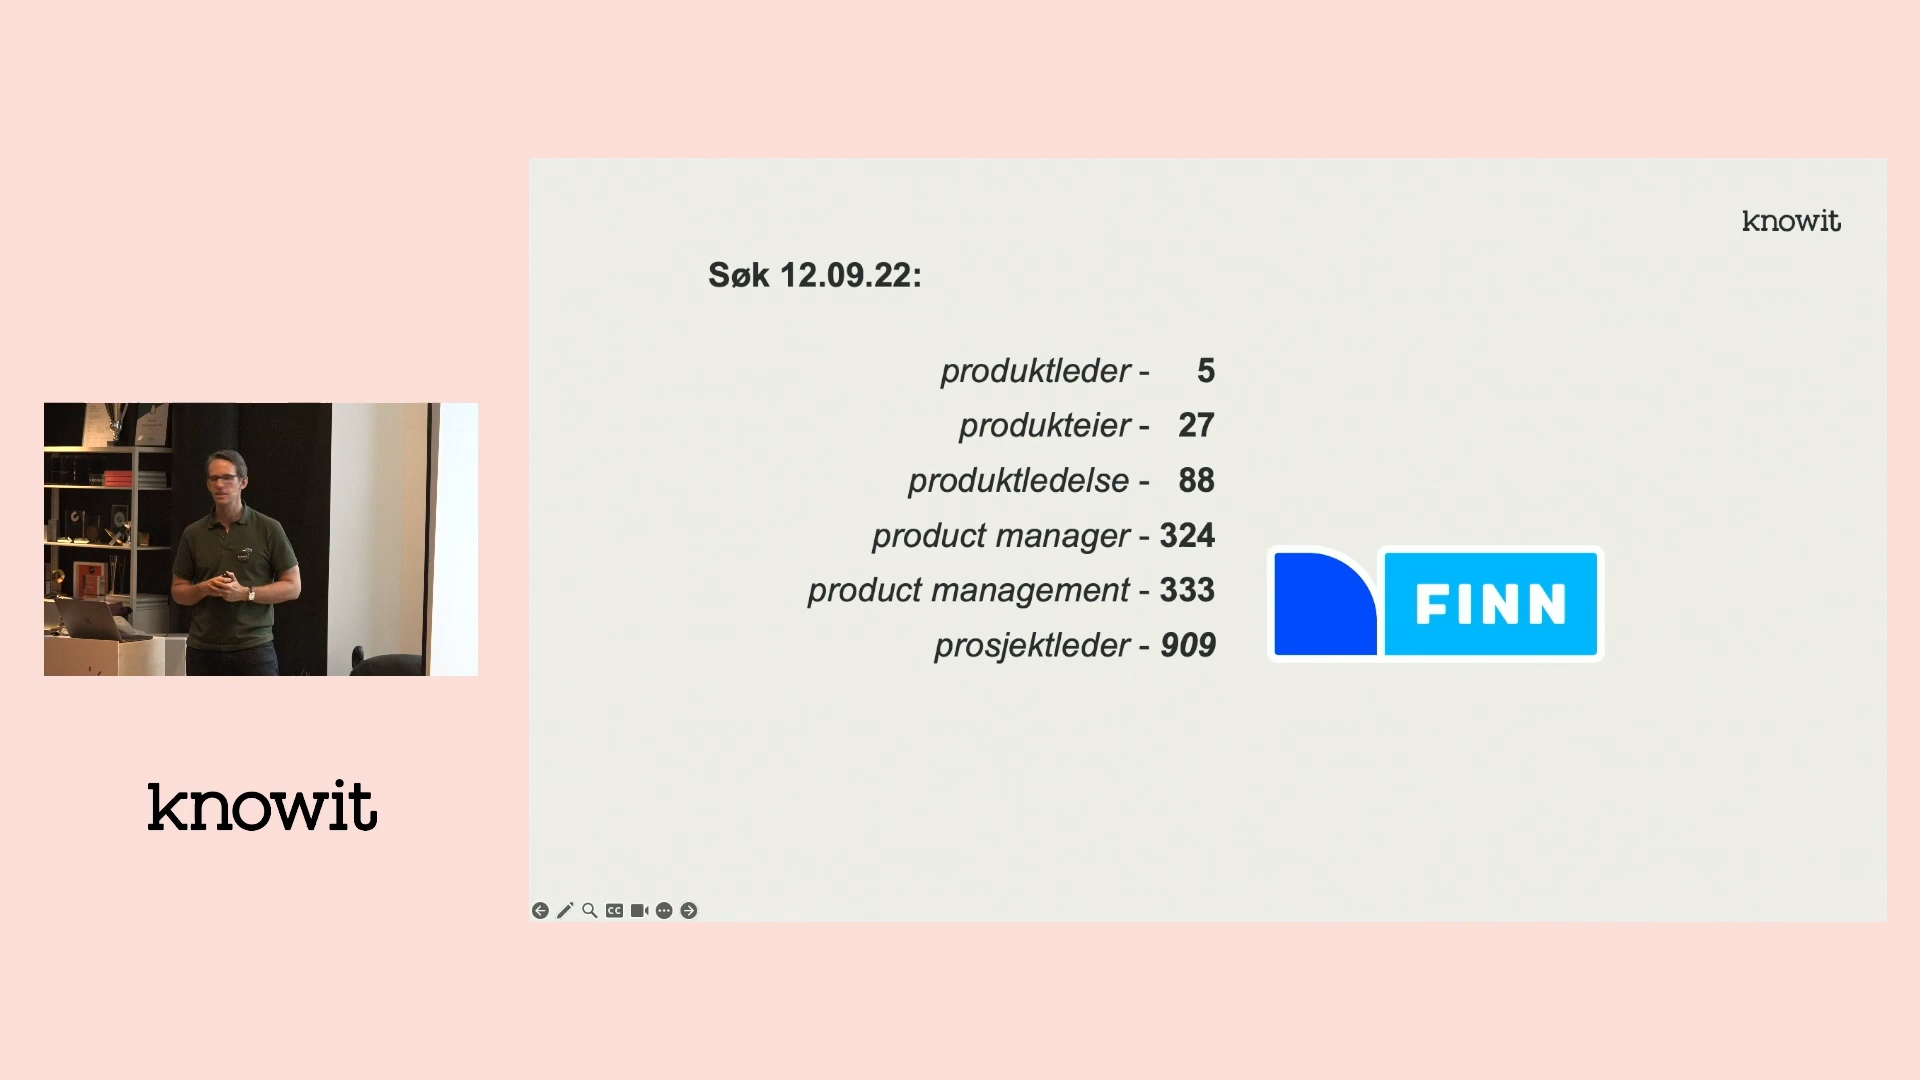 knowit
Søk 12.09.22:
produktleder - 5
produkteier - 27
produktledelse - 88
product manager - 324
product management - 333
prosjektleder - 909
FINN
knowit
CC